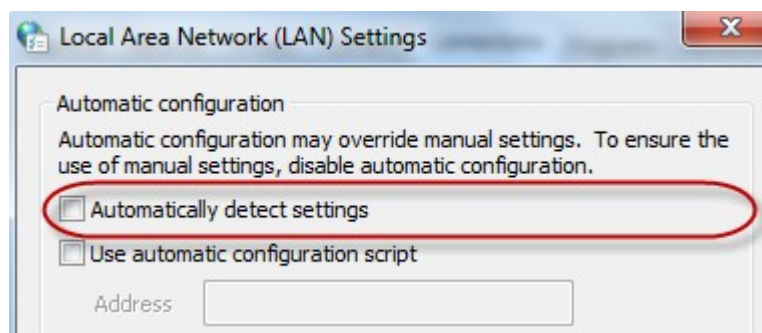 Local Area Network (LAN) Settings
Automatic configuration
Automatic configuration may override manual settings.  To ensure the
use of manual settings, disable automatic configuration.
Automatically detect settings
Use automatic configuration script
Address